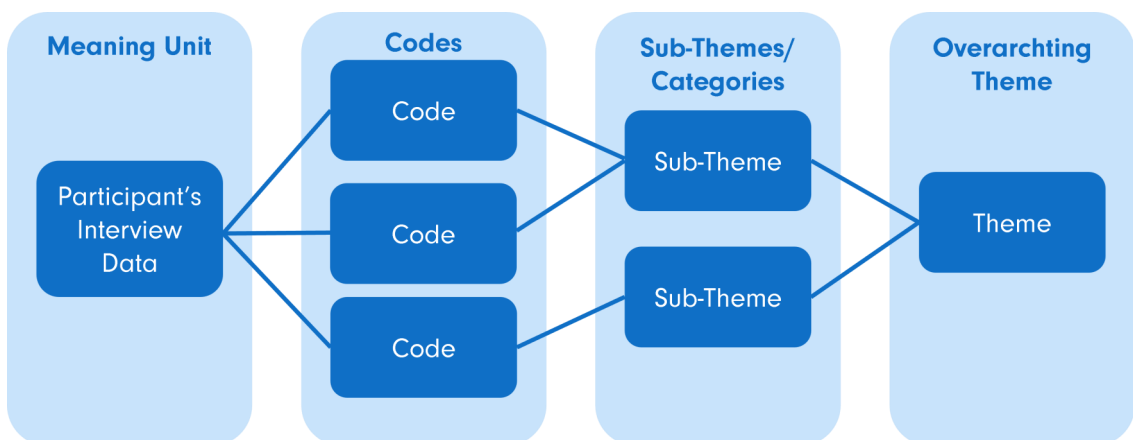 Meaning Unit
Participant's
Interview
Data
Codes
Code
Code
Code
Sub-Themes/
Categories
Sub-Theme
Sub-Theme
Overarchting
Theme
Theme